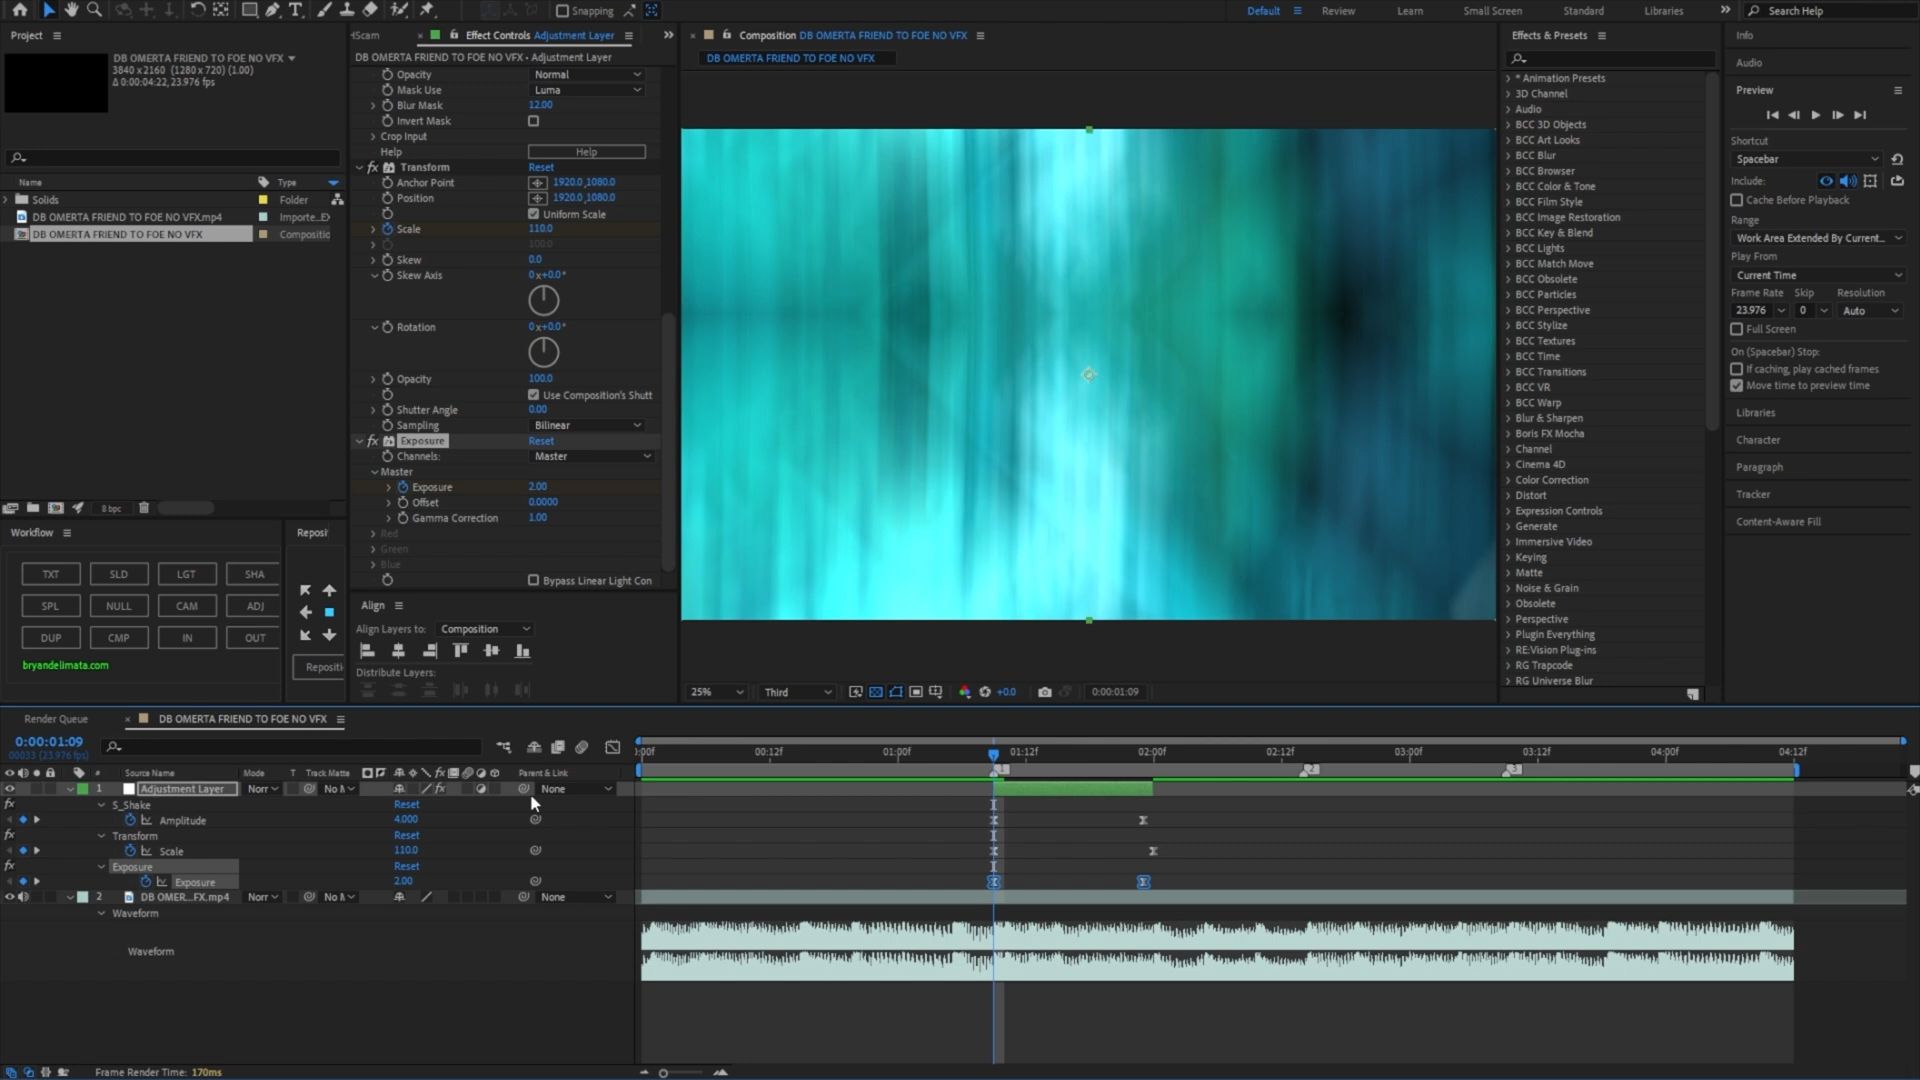 Snapping
Default
Review
Learn
Small Screen
Standard
Libraries
Search Help
Project
DB OMERTA FRIEND TO FOE NO VFX
3840 x 2160 (1280 x 720) (1.00)
Δ 0:00:04:22, 23.976 fps
Name
Type
Solids
Folder
DB OMERTA FRIEND TO FOE NO VFX.mp4
Importe...EX
DB OMERTA FRIEND TO FOE NO VFX
Compositio
8 bpc
Workflow
TXT
SLD
LGT
SHA
SPL
NULL
CAM
ADJ
DUP
CMP
IN
OUT
bryandelimata.com
Reposi
Repositi
Scam
Effect Controls Adjustment Layer
DB OMERTA FRIEND TO FOE NO VFX • Adjustment Layer
Opacity
Normal
Mask Use
Luma
Blur Mask
12.00
Invert Mask
Crop Input
Help
Help
fx Transform
Reset
Anchor Point
1920.0,1080.0
Position
1920.0,1080.0
Uniform Scale
Scale
110.0
100.0
Skew
0.0
Skew Axis
0x+0.0°
Rotation
0x+0.0°
Opacity
100.0
Use Composition's Shutt
Shutter Angle
0.00
Sampling
Bilinear
fx Exposure
Reset
Channels:
Master
Master
Exposure
2.00
Offset
0.0000
Gamma Correction
1.00
Red
Green
Blue
Bypass Linear Light Con
Align
Align Layers to:
Composition
Distribute Layers:
Composition DB OMERTA FRIEND TO FOE NO VFX
DB OMERTA FRIEND TO FOE NO VFX
25%
Third
+0.0
0:00:01:09
Effects & Presets
* Animation Presets
3D Channel
Audio
BCC 3D Objects
BCC Art Looks
BCC Blur
BCC Browser
BCC Color & Tone
BCC Film Style
BCC Image Restoration
BCC Key & Blend
BCC Lights
BCC Match Move
BCC Obsolete
BCC Particles
BCC Perspective
BCC Stylize
BCC Textures
BCC Time
BCC Transitions
BCC VR
BCC Warp
Blur & Sharpen
Boris FX Mocha
Channel
Cinema 4D
Color Correction
Distort
Expression Controls
Generate
Immersive Video
Keying
Matte
Noise & Grain
Obsolete
Perspective
Plugin Everything
RE:Vision Plug-ins
RG Trapcode
RG Universe Blur
Info
Audio
Preview
Shortcut
Spacebar
Include:
Cache Before Playback
Range
Work Area Extended By Current...
Play From
Current Time
Frame Rate
Skip
Resolution
23.976
0
Auto
Full Screen
On (Spacebar) Stop:
If caching, play cached frames
Move time to preview time
Libraries
Character
Paragraph
Tracker
Content-Aware Fill
Render Queue
DB OMERTA FRIEND TO FOE NO VFX
0:00:01:09
00033 (23.976 fps)
#
Source Name
Mode
T
Track Matte
Parent & Link
:00f
00:12f
01:00f
01:12f
02:00f
02:12f
03:00f
03:12f
04:00f
04:12f
1
2
3
1
Adjustment Layer
Norr
No M
None
fx
S_Shake
Reset
Amplitude
4.000
fx
Transform
Reset
Scale
110.0
fx
Exposure
Reset
Exposure
2.00
2
DB OMER...FX.mp4
Norr
No M
None
Waveform
Waveform
Frame Render Time: 170ms